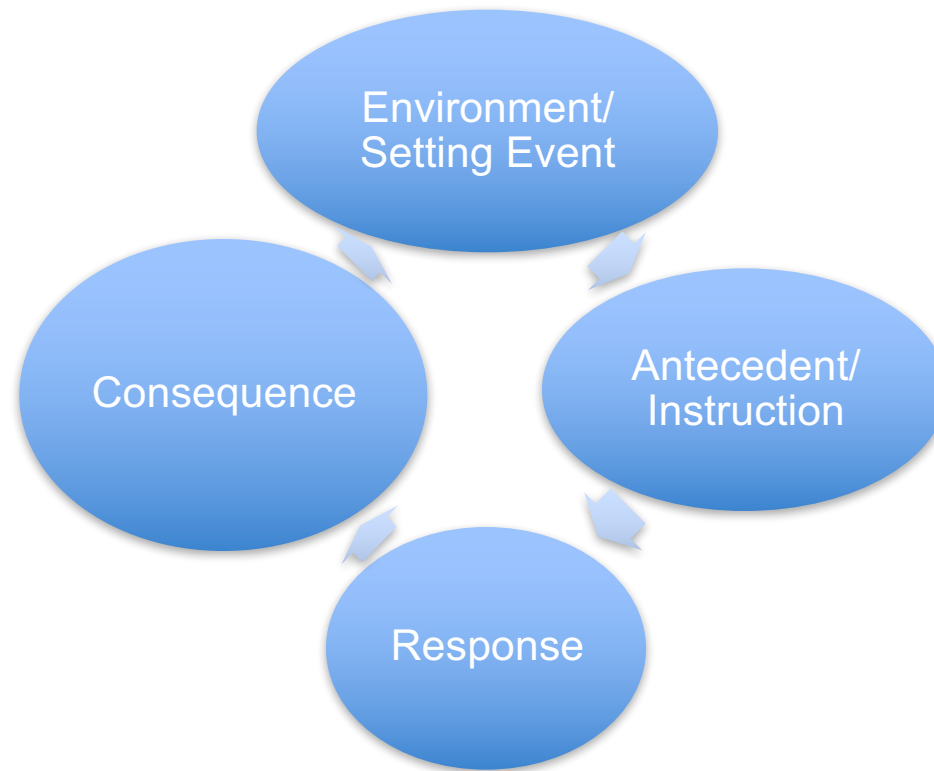 Environment/
Setting Event
Antecedent/
Instruction
Response
Consequence